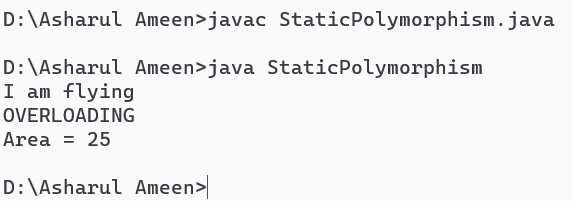 D:\Asharul Ameen>javac StaticPolymorphism.java
D:\Asharul Ameen>java StaticPolymorphism
I am flying
OVERLOADING
Area = 25
D:\Asharul Ameen>